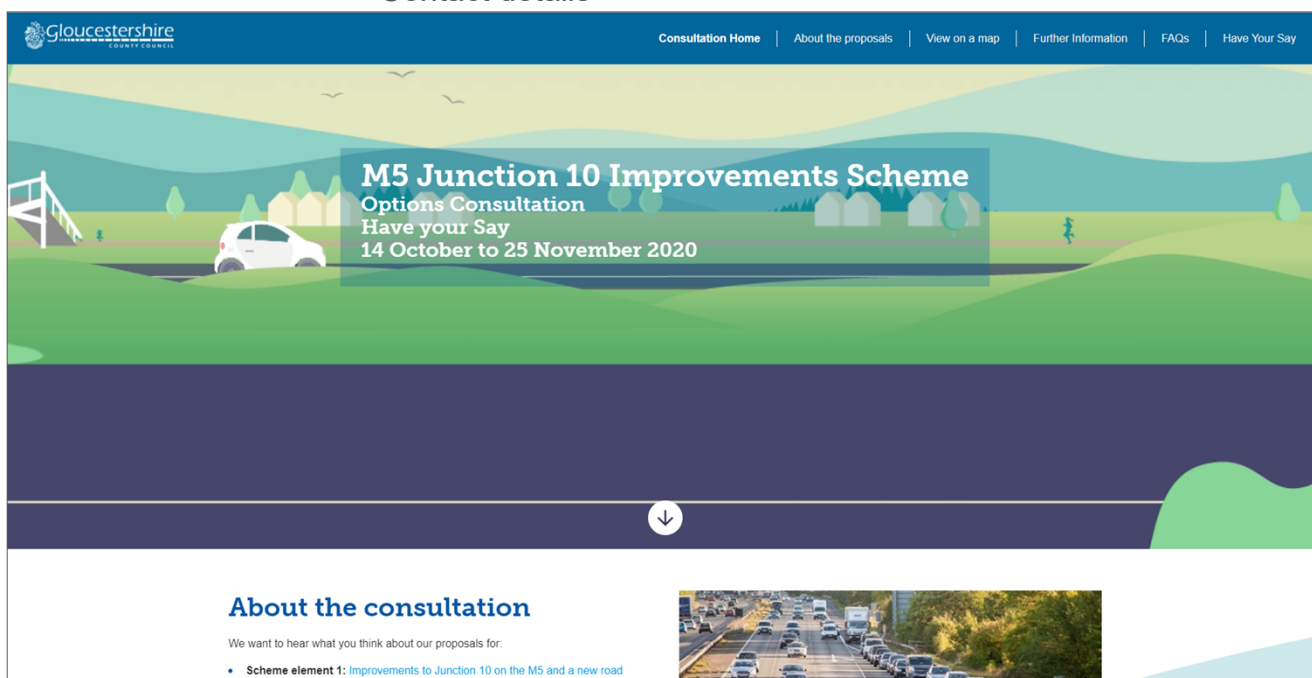 Contact details
Gloucestershire
COUNTY COUNCIL
Consultation Home | About the proposals | View on a map | Further Information | FAQs | Have Your Say
M5 Junction 10 Improvements Scheme
Options Consultation
Have your Say
14 October to 25 November 2020
About the consultation
We want to hear what you think about our proposals for:
• Scheme element 1: Improvements to Junction 10 on the M5 and a new road